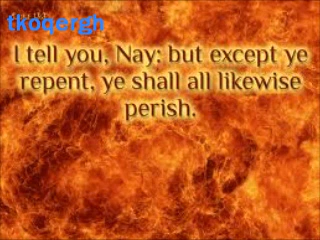 tkoqergh
I tell you, Nay: but except ye
repent, ye shall all likewise
perish.